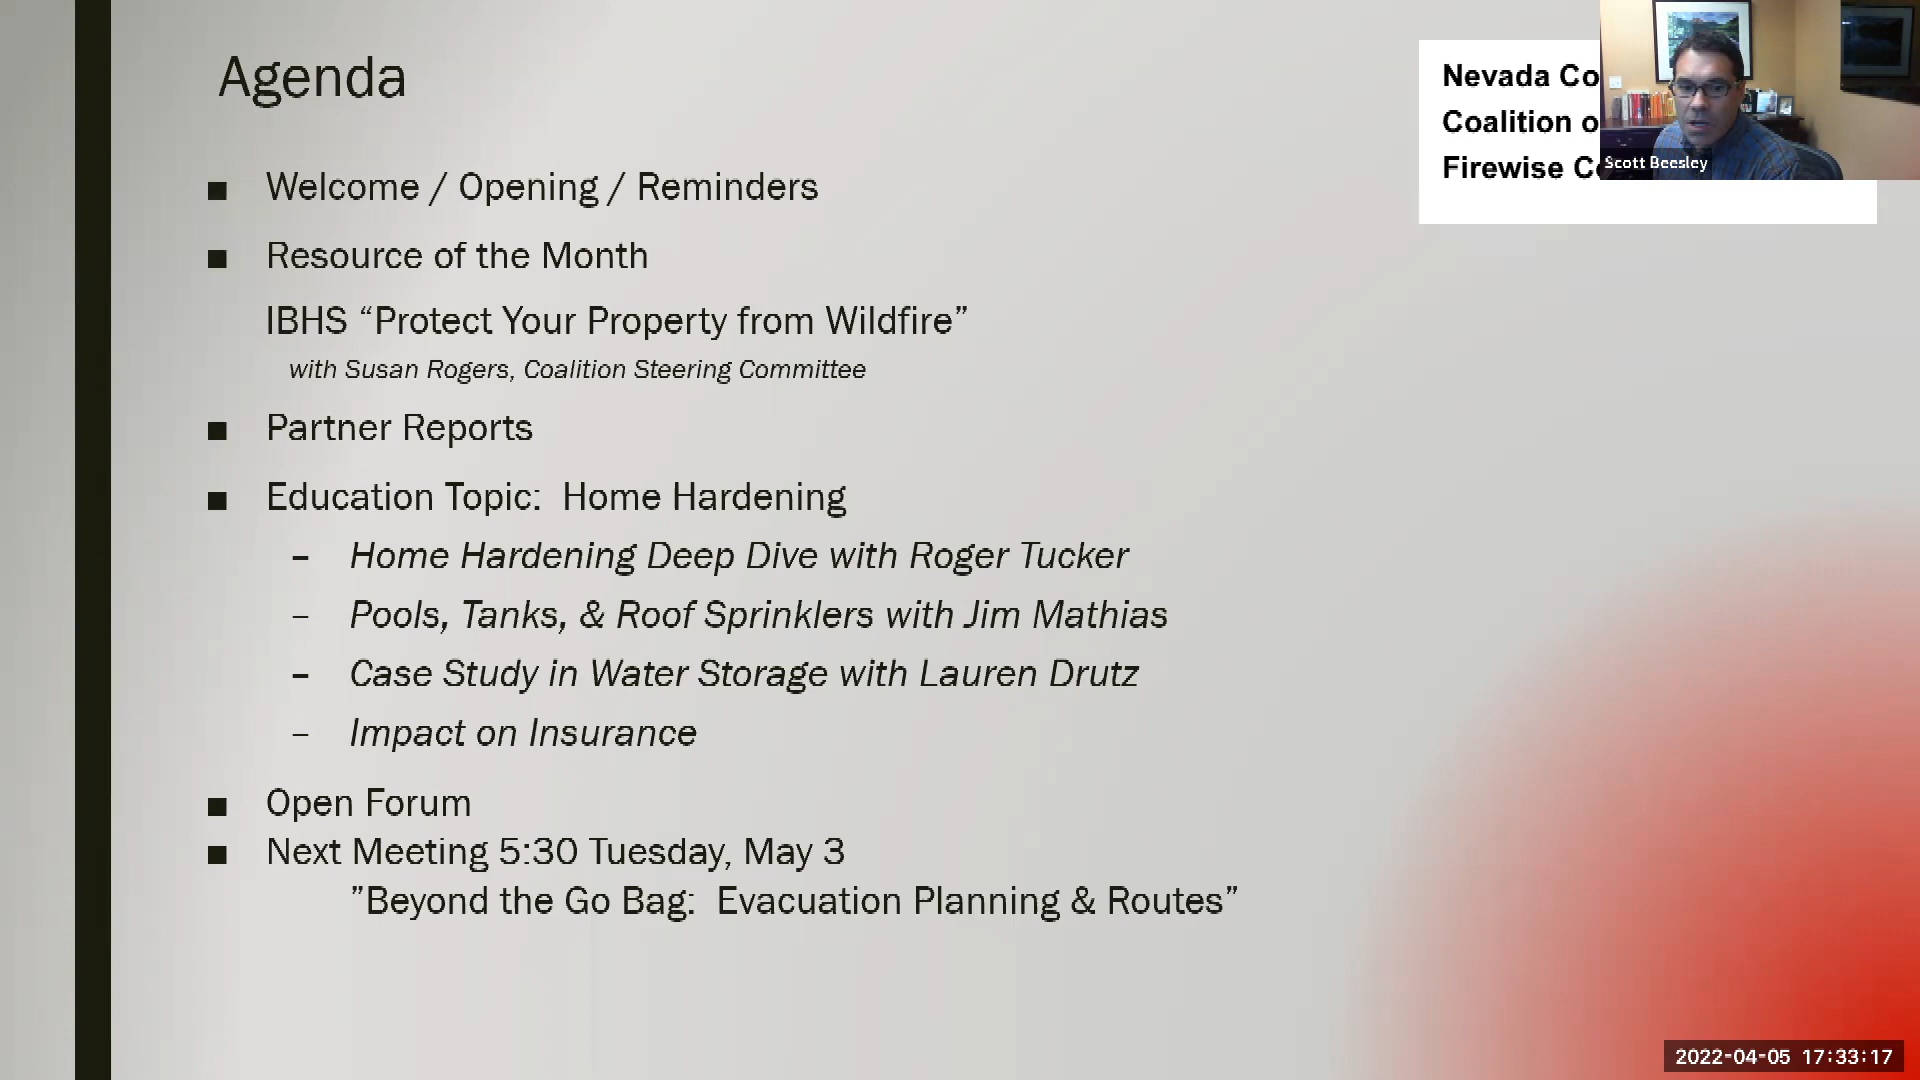 Agenda
Nevada Co
Coalition o
Firewise C
Scott Beesley
■ Welcome / Opening / Reminders
■ Resource of the Month
IBHS “Protect Your Property from Wildfire”
with Susan Rogers, Coalition Steering Committee
■ Partner Reports
■ Education Topic: Home Hardening
– Home Hardening Deep Dive with Roger Tucker
– Pools, Tanks, & Roof Sprinklers with Jim Mathias
– Case Study in Water Storage with Lauren Drutz
– Impact on Insurance
■ Open Forum
■ Next Meeting 5:30 Tuesday, May 3
”Beyond the Go Bag: Evacuation Planning & Routes”
2022-04-05 17:33:17